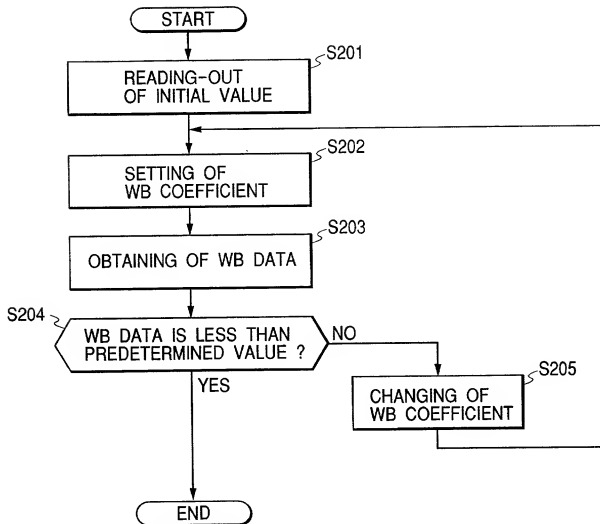 START
S201
READING-OUT
OF INITIAL VALUE
S202
SETTING OF
WB COEFFICIENT
S203
OBTAINING OF WB DATA
S204
WB DATA IS LESS THAN
PREDETERMINED VALUE ?
NO
YES
S205
CHANGING OF
WB COEFFICIENT
END